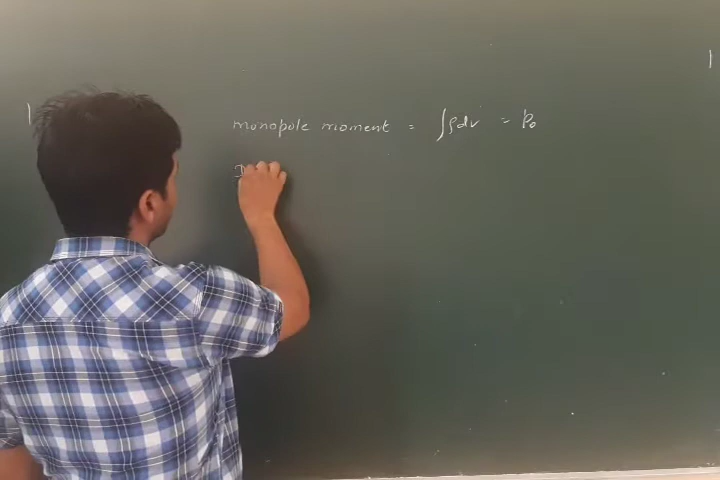 monopole moment = ∫ρdv = p₀